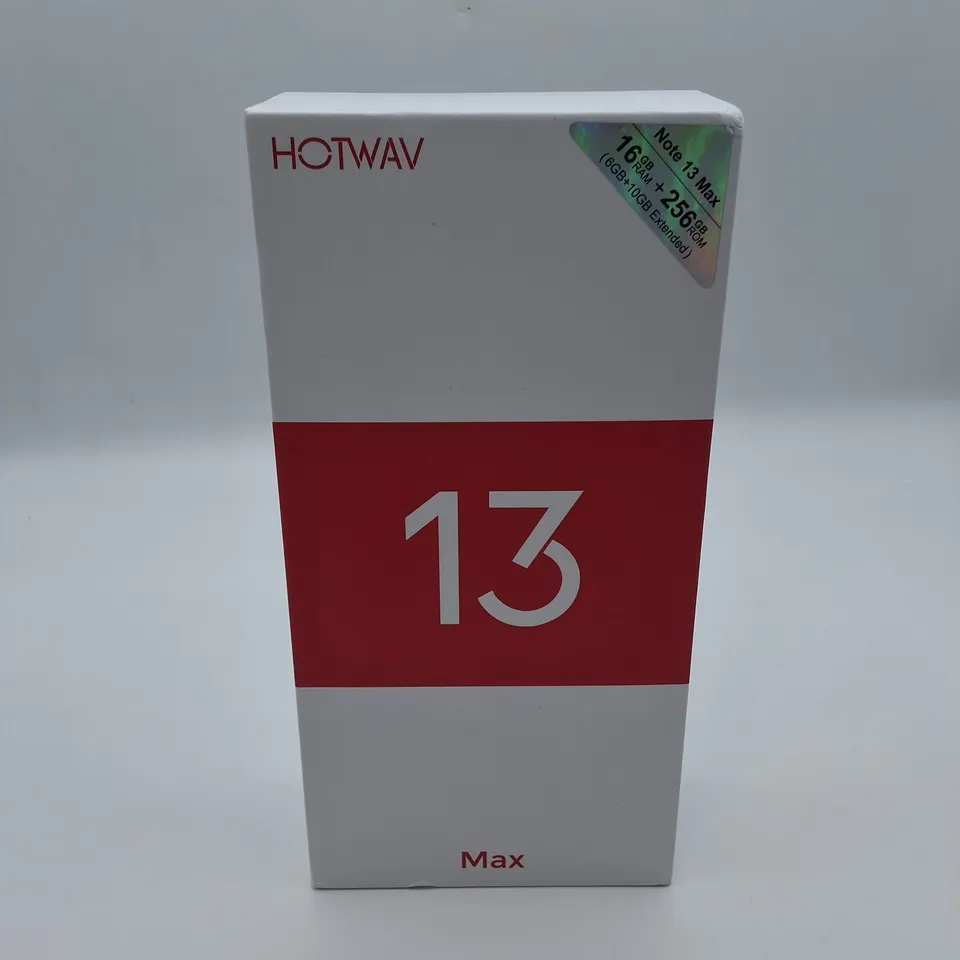 HOTWAV
Note 13 Max
16GB RAM + 256GB ROM
(6GB+10GB Extended)
13
Max